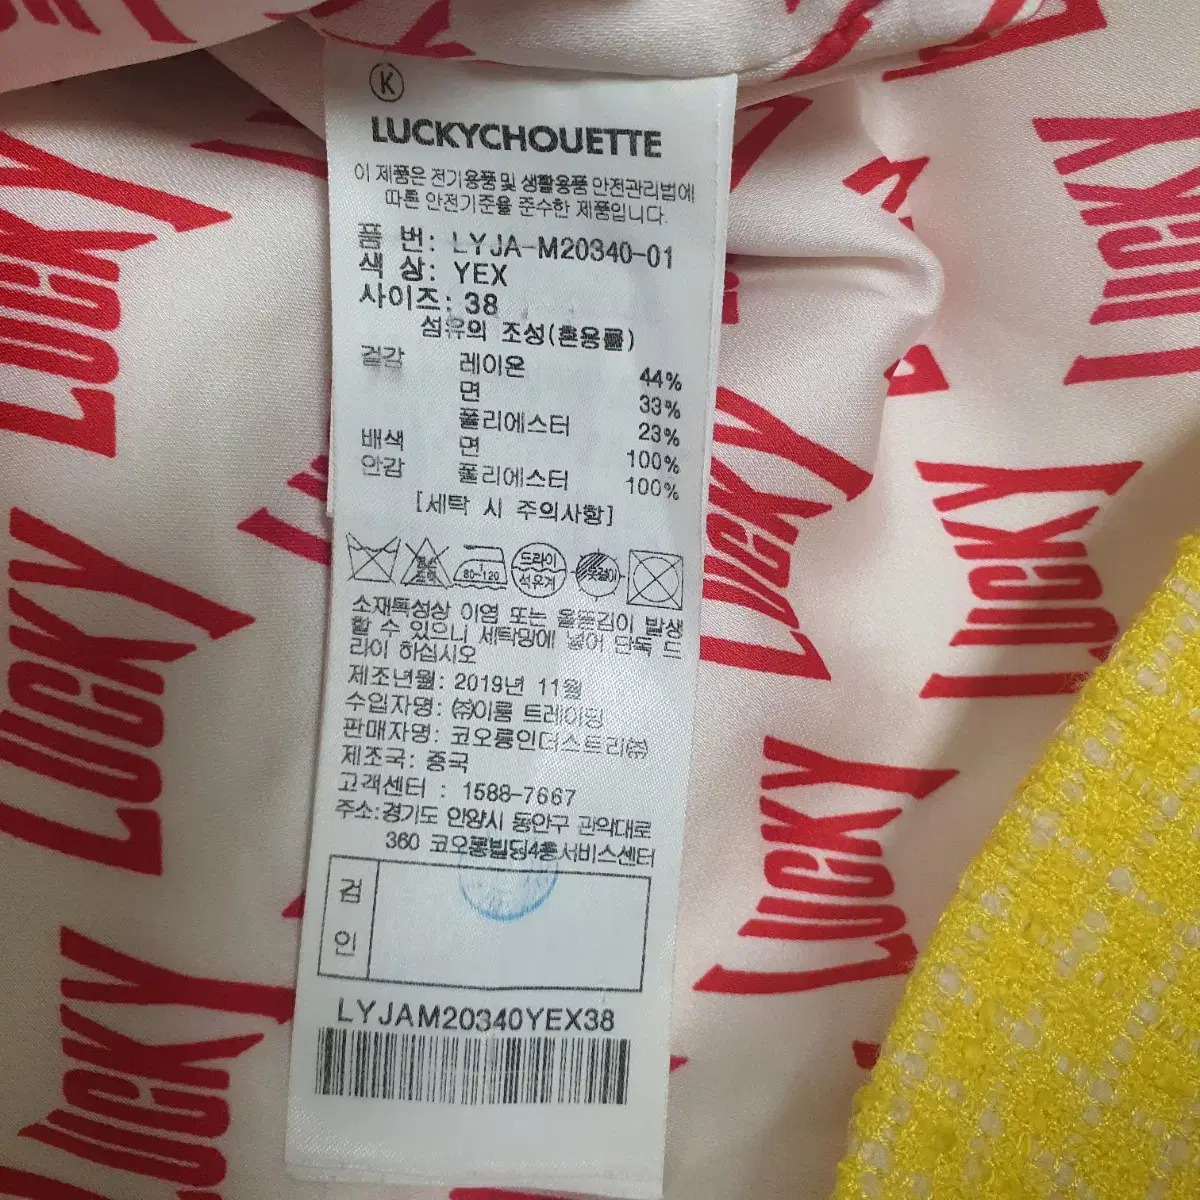 K
LUCKYCHOUETTE
이 제품은 전기용품 및 생활용품 안전관리법에
따른 안전기준을 준수한 제품입니다.
품 번: LYJA-M20340-01
색 상: YEX
사이즈: 38
섬유의 조성(혼용률)
겉감 레이온 44%
면 33%
폴리에스터 23%
배색 면 100%
안감 폴리에스터 100%
[세탁 시 주의사항]
80-120
드라이
석유계
옷걸이
소재특성상 이염 또는 올뜯김이 발생
할 수 있으니 세탁망에 넣어 단독 드
라이 하십시오
제조년월: 2019년 11월
수입자명: ㈜이룸 트레이딩
판매자명: 코오롱인더스트리㈜
제조국: 중국
고객센터 : 1588-7667
주소:경기도 안양시 동안구 관악대로
360 코오롱빌딩4층서비스센터
검
인
LYJAM20340YEX38
LUCKY
LUCKY
LUCKY
LUCKY
LUCKY
LUCKY
LUCKY